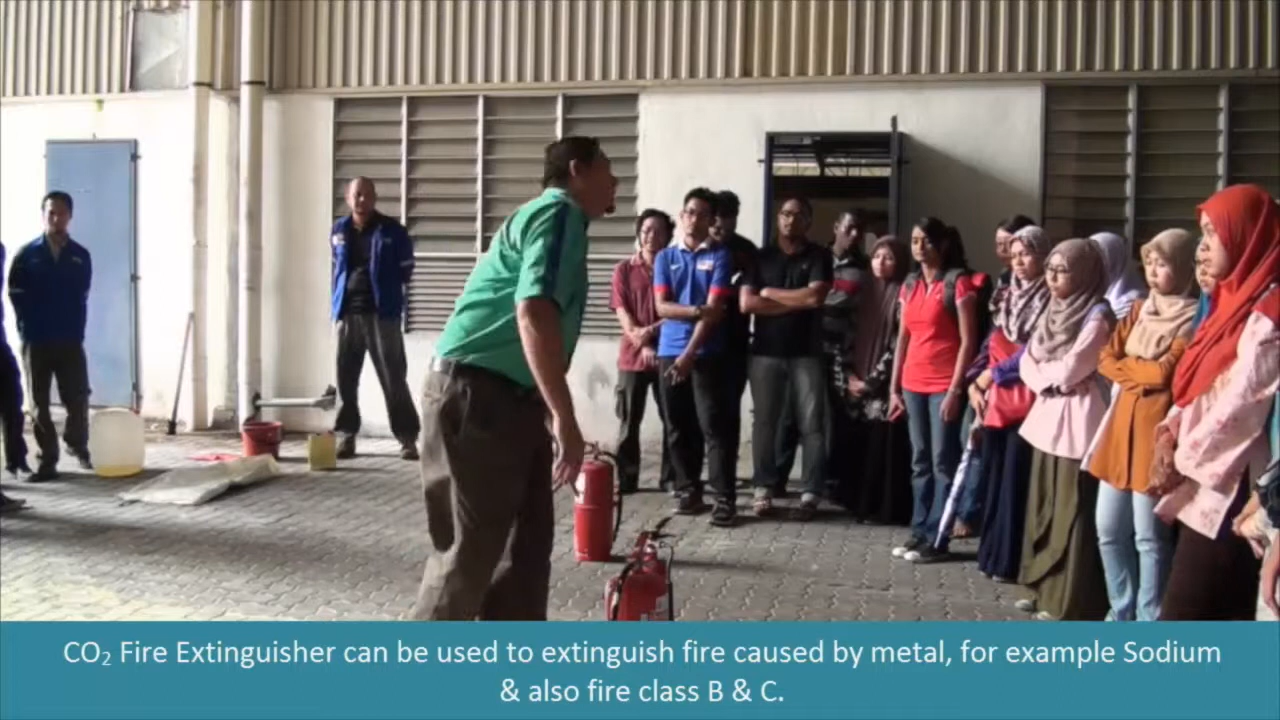 CO₂ Fire Extinguisher can be used to extinguish fire caused by metal, for example Sodium
& also fire class B & C.